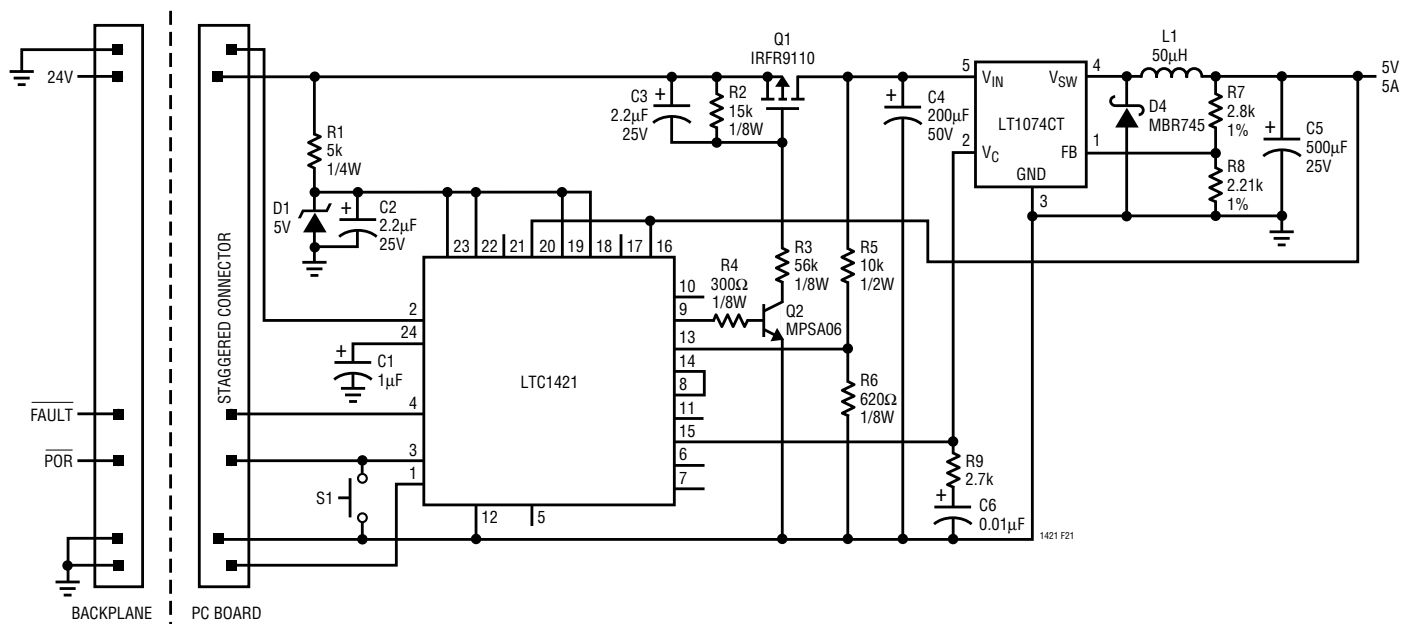 Q1
IRFR9110
L1
50µH
24V
5
V_IN
V_SW
4
5V
5A
R1
5k
1/4W
C3
+
2.2µF
25V
R2
15k
1/8W
C4
+
200µF
50V
LT1074CT
2
V_C
FB
1
GND
3
D4
MBR745
R7
2.8k
1%
R8
2.21k
1%
C5
+
500µF
25V
D1
5V
C2
+
2.2µF
25V
STAGGERED CONNECTOR
23
22
21
20
19
18
17
16
R3
56k
1/8W
R5
10k
1/2W
R4
300Ω
1/8W
Q2
MPSA06
2
24
C1
+
1µF
LTC1421
10
9
13
14
8
11
15
6
7
R6
620Ω
1/8W
FAULT
4
POR
3
1
S1
12
5
R9
2.7k
C6
+
0.01µF
1421 F21
BACKPLANE
PC BOARD